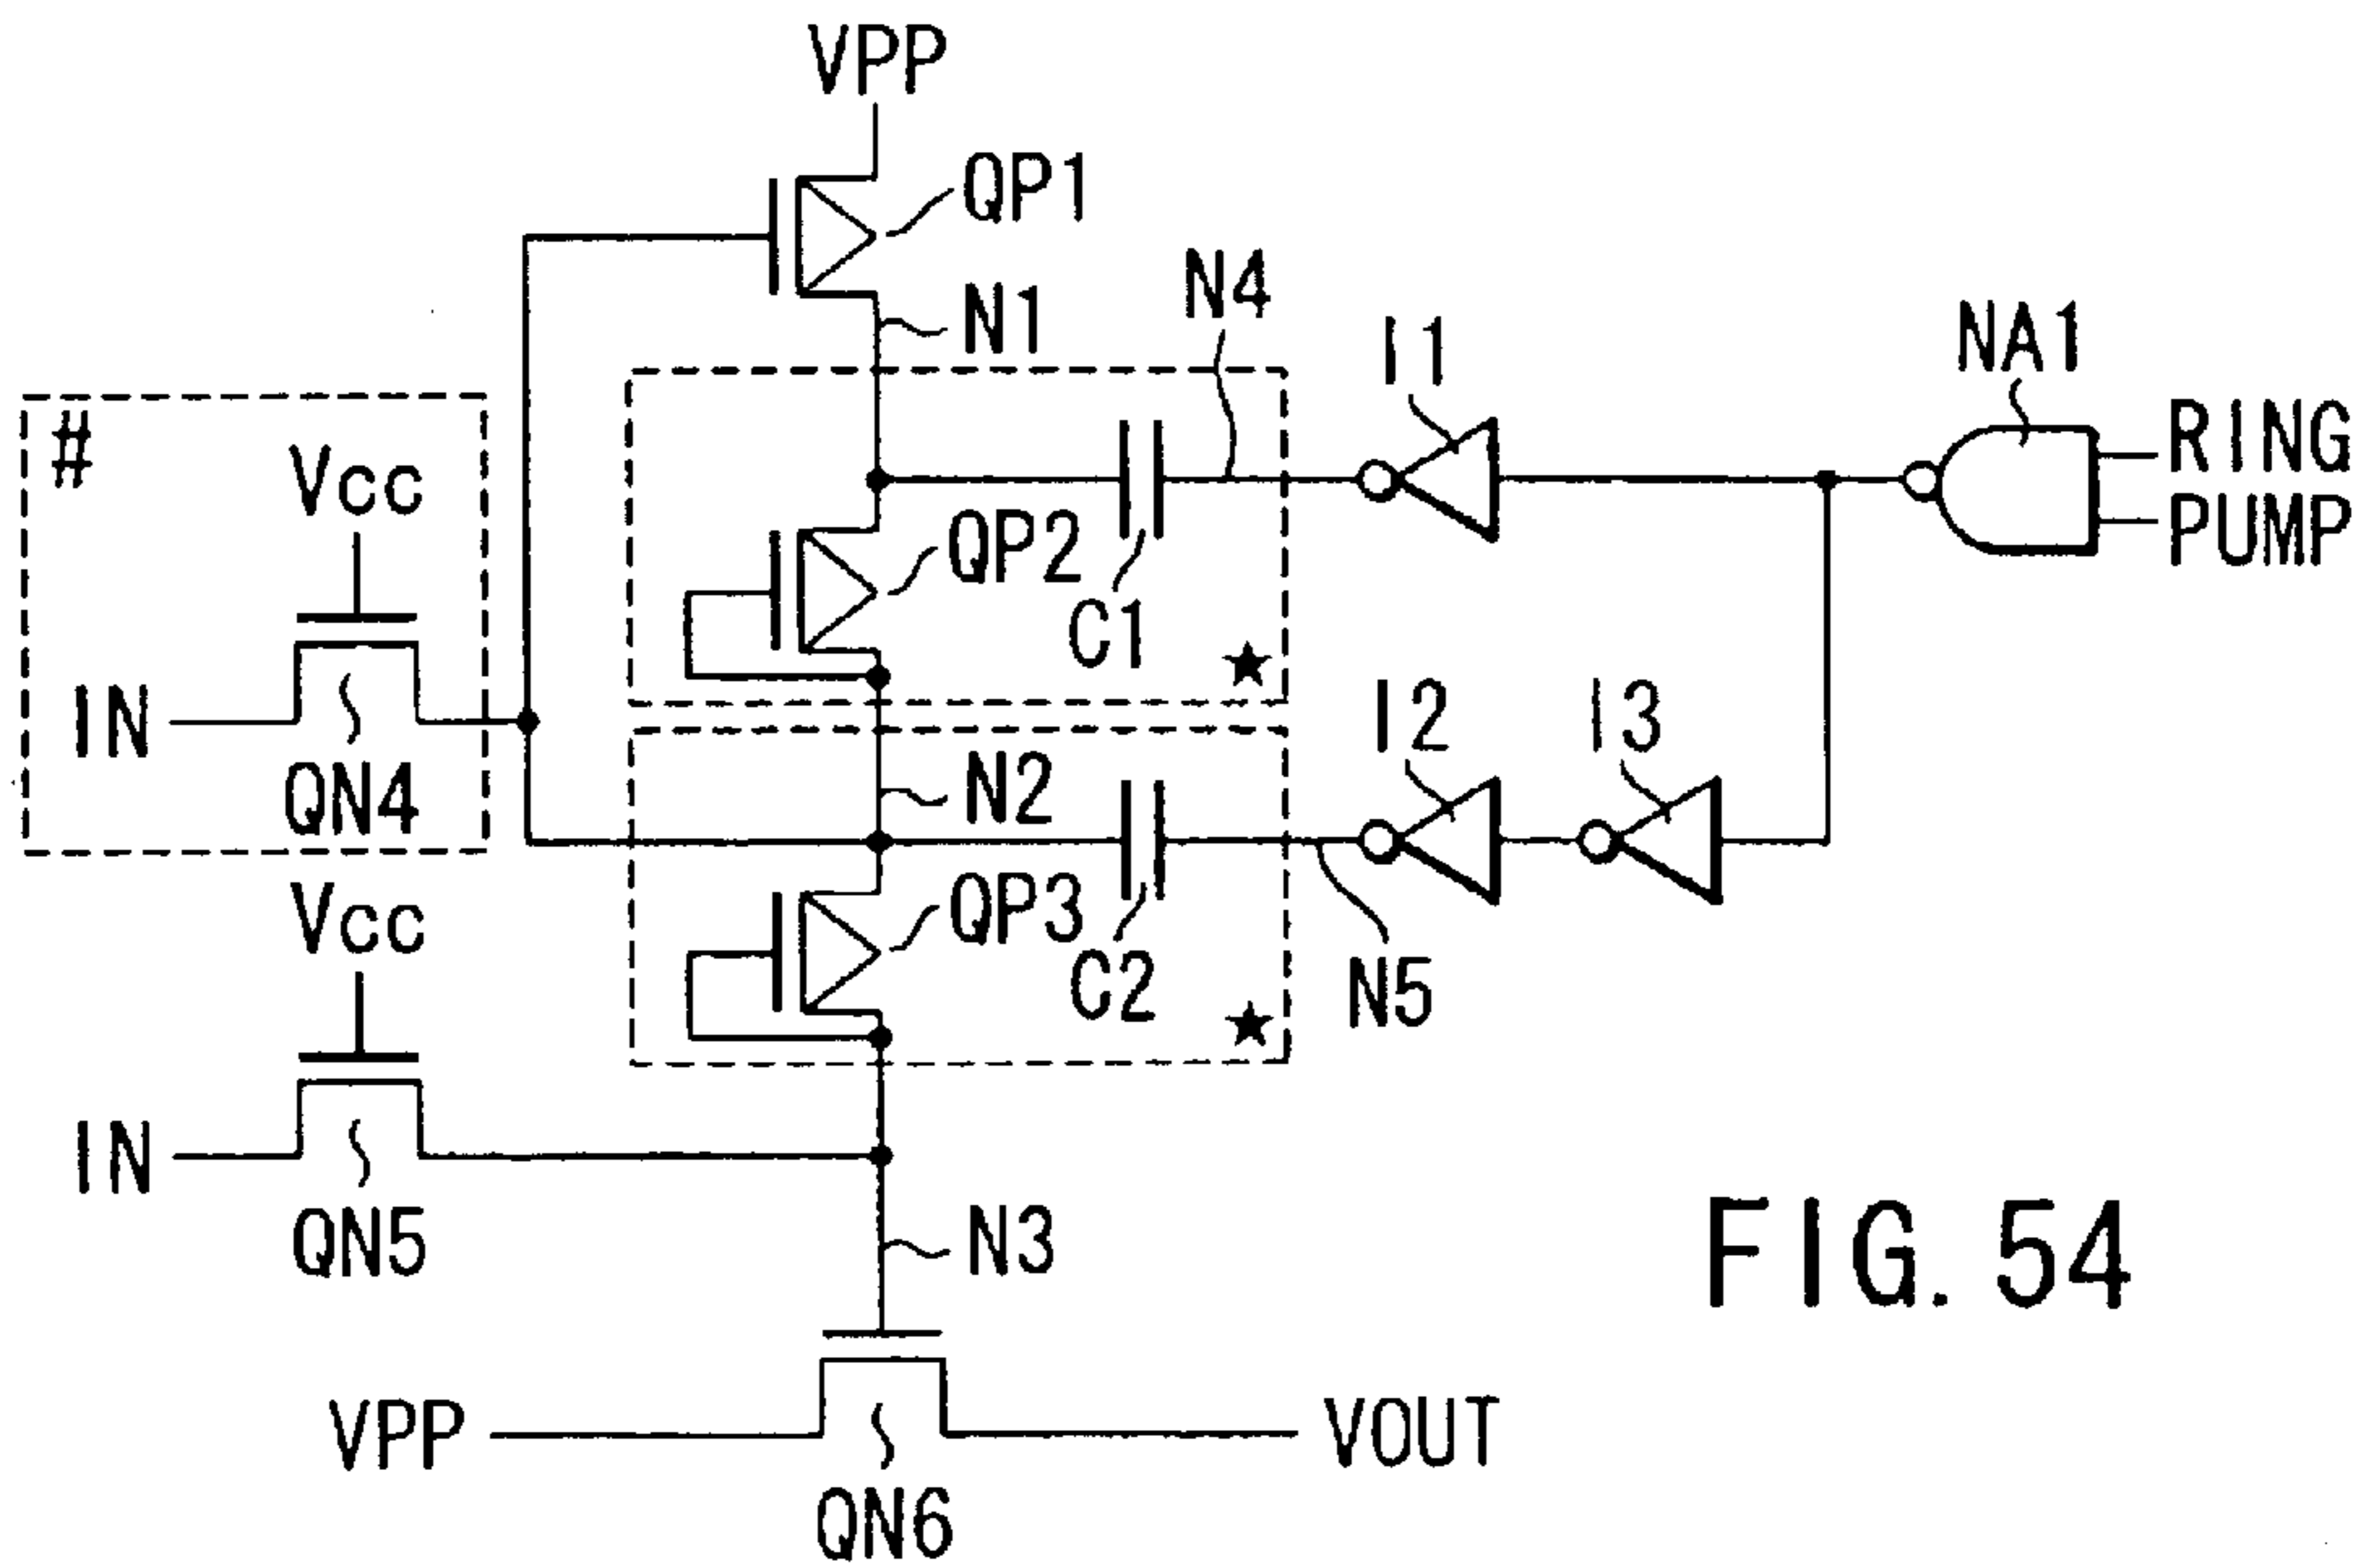 VPP
QP1
N1
N4
I1
NA1
RING
PUMP
#
Vcc
QP2
C1
★
IN
QN4
I2
I3
N2
Vcc
QP3
C2
★
N5
IN
QN5
N3
VPP
VOUT
QN6
FIG. 54